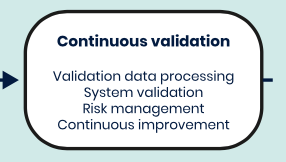 Continuous validation
Validation data processing
System validation
Risk management
Continuous improvement